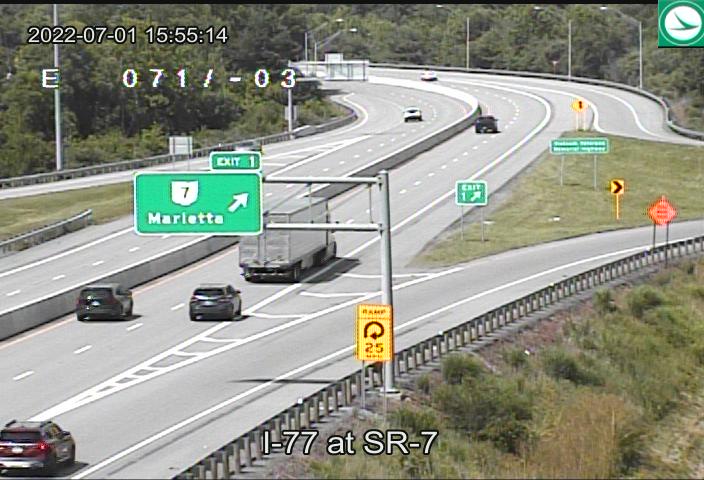 2022-07-01 15:55:14
E 071/-03
EXIT 1
7
Marietta
EXIT
1
RAMP
25
MPH
I-77 at SR-7